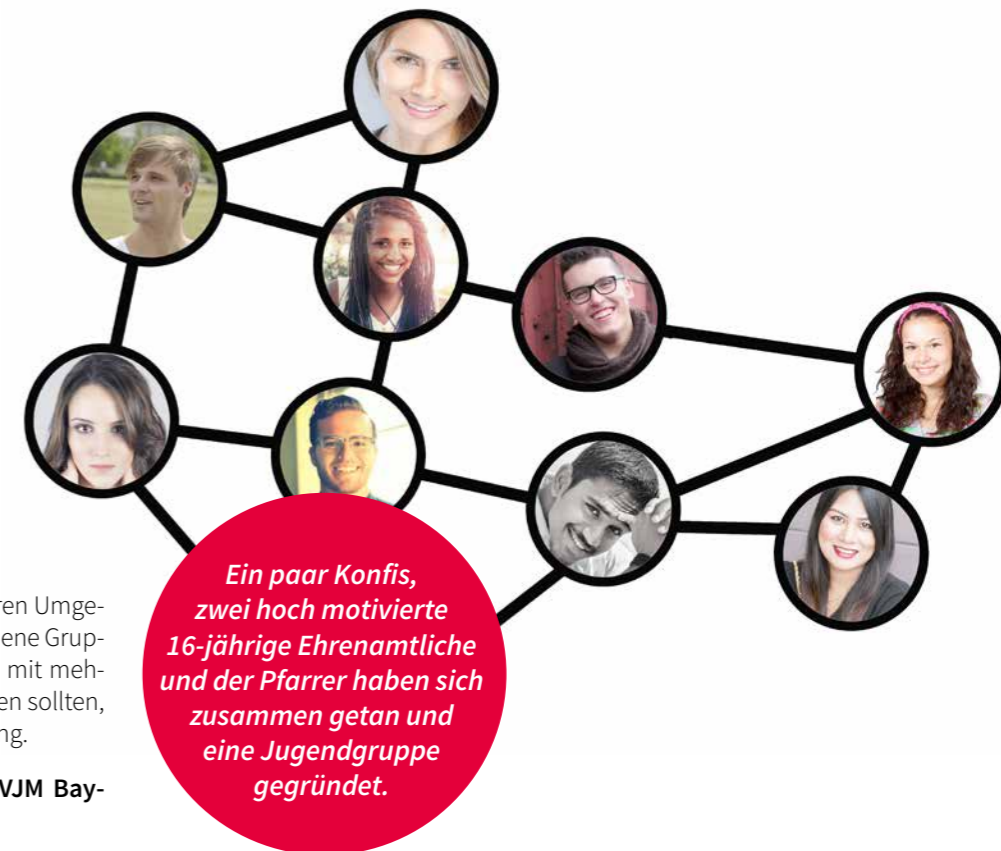 ren Umge-
ene Grup-
mit meh-
en sollten,
ng.
VJM Bay-
Ein paar Konfis,
zwei hoch motivierte
16-jährige Ehrenamtliche
und der Pfarrer haben sich
zusammen getan und
eine Jugendgruppe
gegründet.